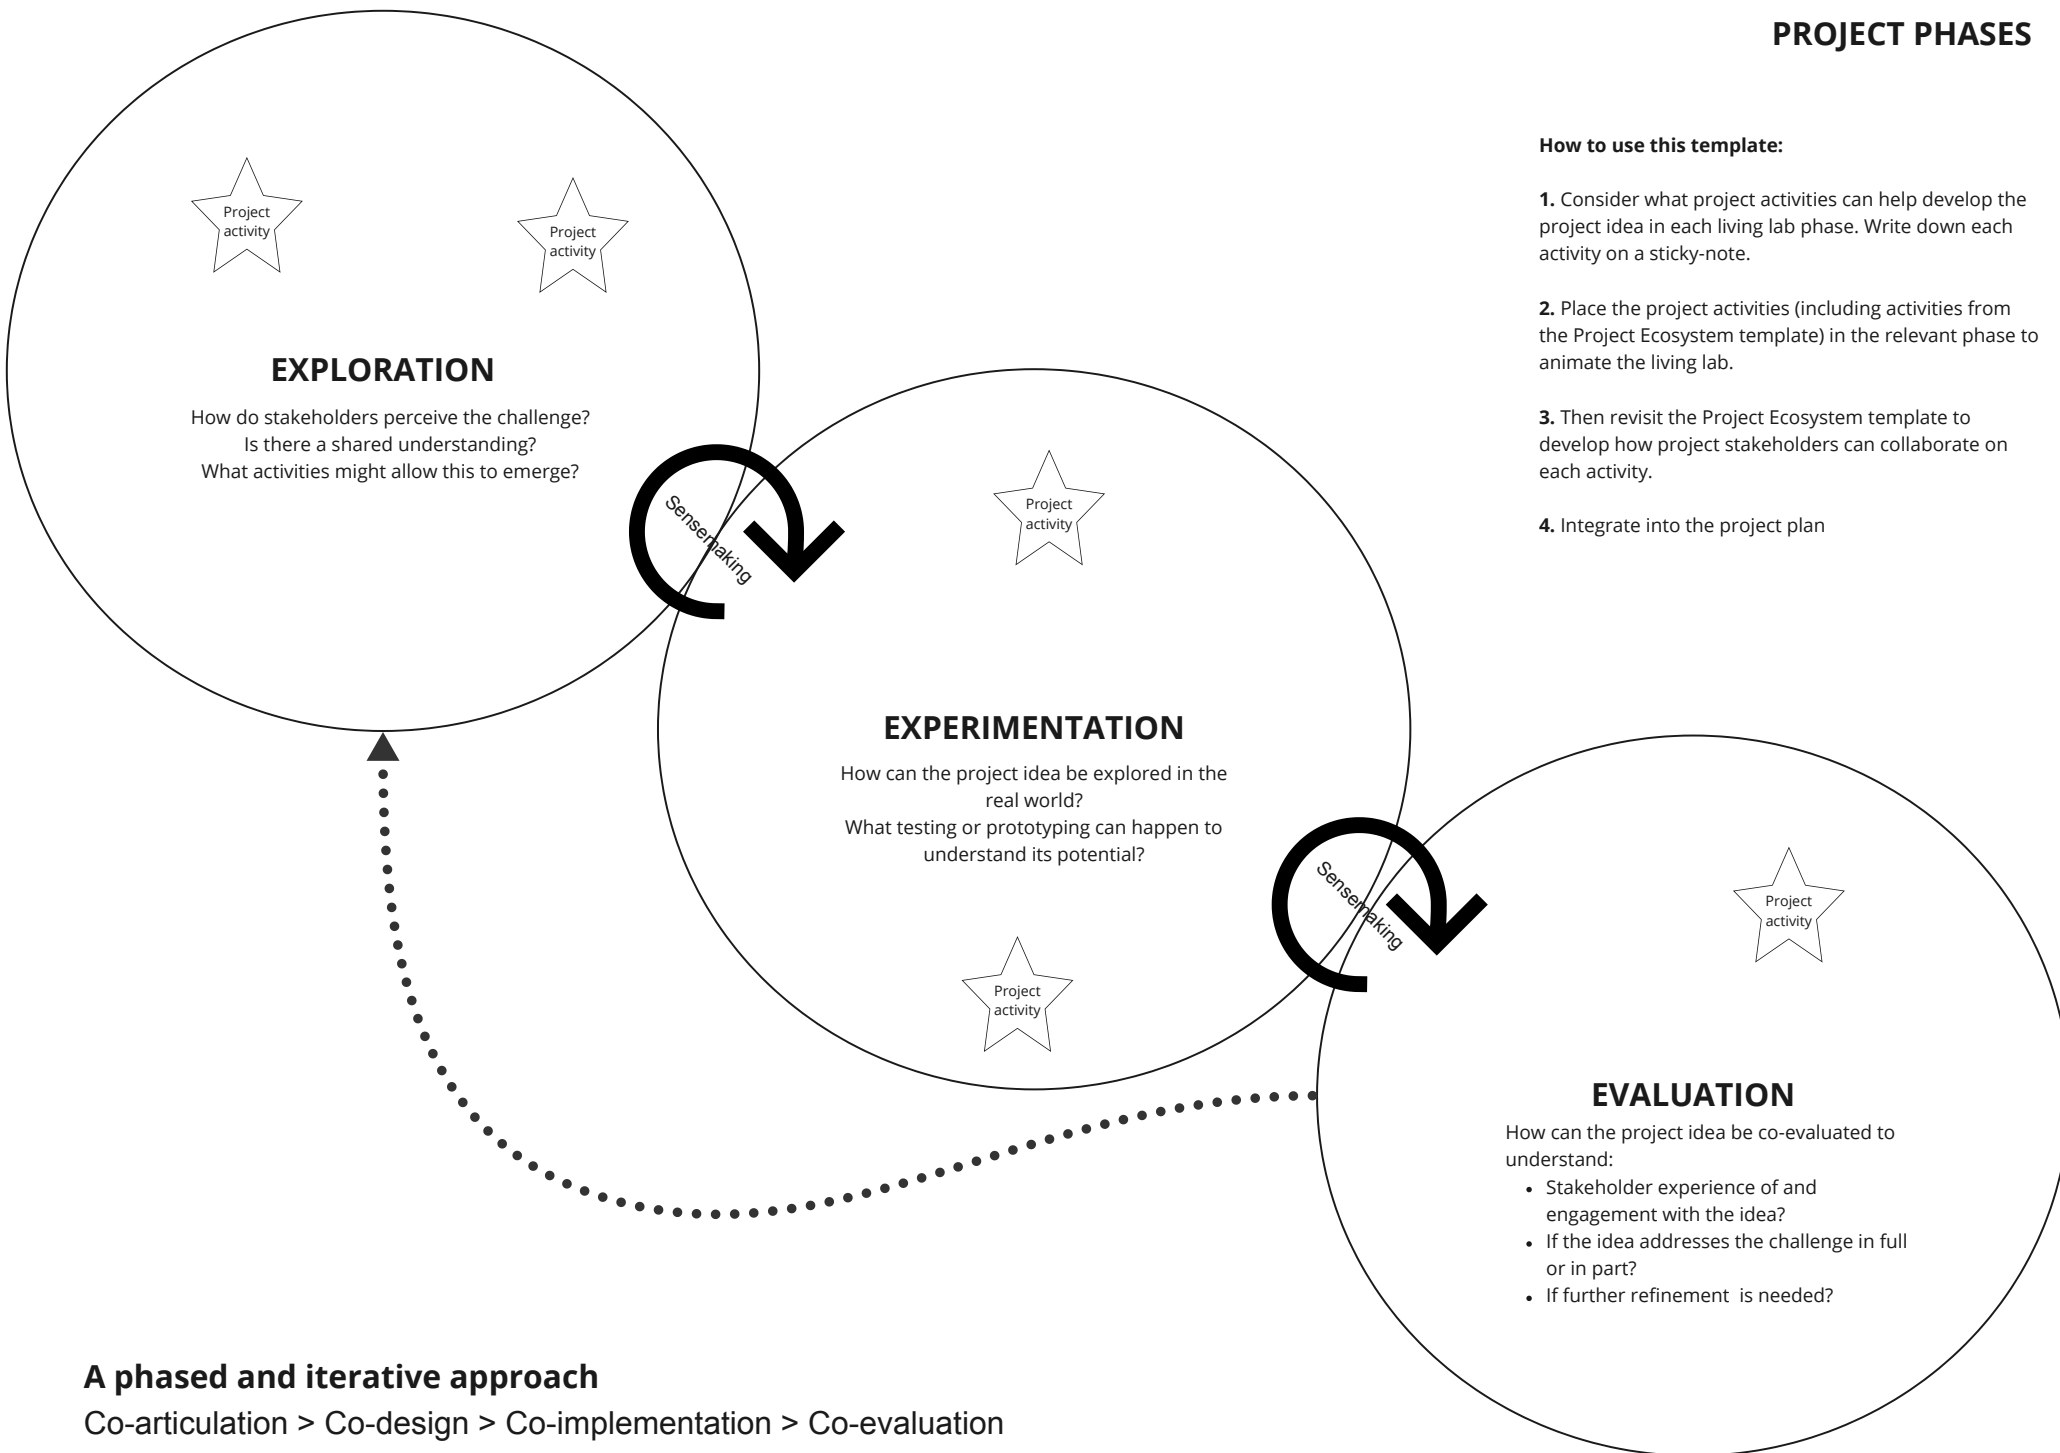 PROJECT PHASES
How to use this template:
1. Consider what project activities can help develop the
project idea in each living lab phase. Write down each
activity on a sticky-note.
2. Place the project activities (including activities from
the Project Ecosystem template) in the relevant phase to
animate the living lab.
3. Then revisit the Project Ecosystem template to
develop how project stakeholders can collaborate on
each activity.
4. Integrate into the project plan
Project
activity
Project
activity
EXPLORATION
How do stakeholders perceive the challenge?
Is there a shared understanding?
What activities might allow this to emerge?
Sensemaking
Project
activity
EXPERIMENTATION
How can the project idea be explored in the
real world?
What testing or prototyping can happen to
understand its potential?
Project
activity
Sensemaking
Project
activity
EVALUATION
How can the project idea be co-evaluated to
understand:
• Stakeholder experience of and
engagement with the idea?
• If the idea addresses the challenge in full
or in part?
• If further refinement  is needed?
A phased and iterative approach
Co-articulation > Co-design > Co-implementation > Co-evaluation